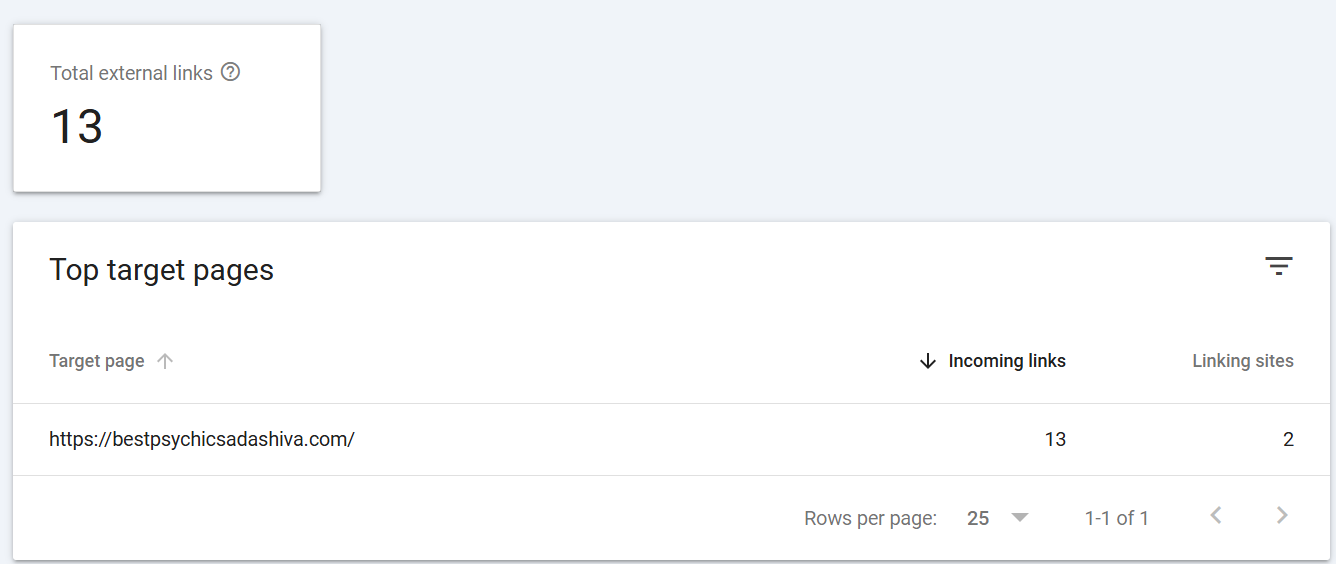 Total external links
13
Top target pages
Target page Incoming links Linking sites
https://bestpsychicsadashiva.com/ 13 2
Rows per page: 25 1-1 of 1